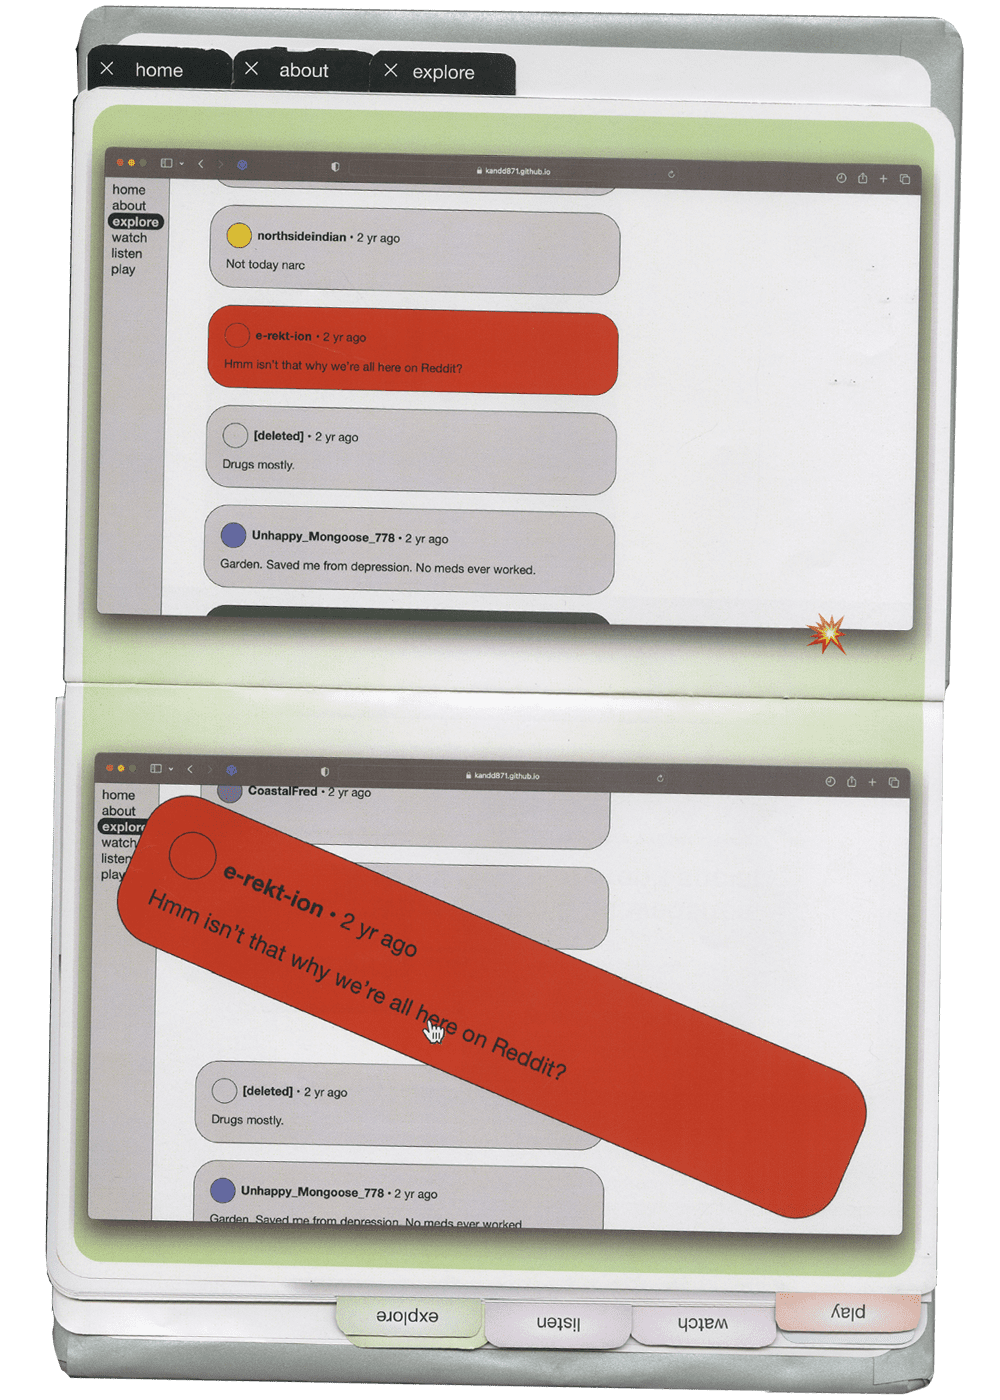 home
about
explore
kandd871.github.io
home
about
explore
watch
listen
play
northsideindian • 2 yr ago
Not today narc
e-rekt-ion • 2 yr ago
Hmm isn't that why we're all here on Reddit?
[deleted] • 2 yr ago
Drugs mostly.
Unhappy_Mongoose_778 • 2 yr ago
Garden. Saved me from depression. No meds ever worked.
kandd871.github.io
home
about
explore
watch
listen
play
CoastalFred • 2 yr ago
e-rekt-ion • 2 yr ago
Hmm isn't that why we're all here on Reddit?
[deleted] • 2 yr ago
Drugs mostly.
Unhappy_Mongoose_778 • 2 yr ago
Garden. Saved me from depression. No meds ever worked
explore
listen
watch
play